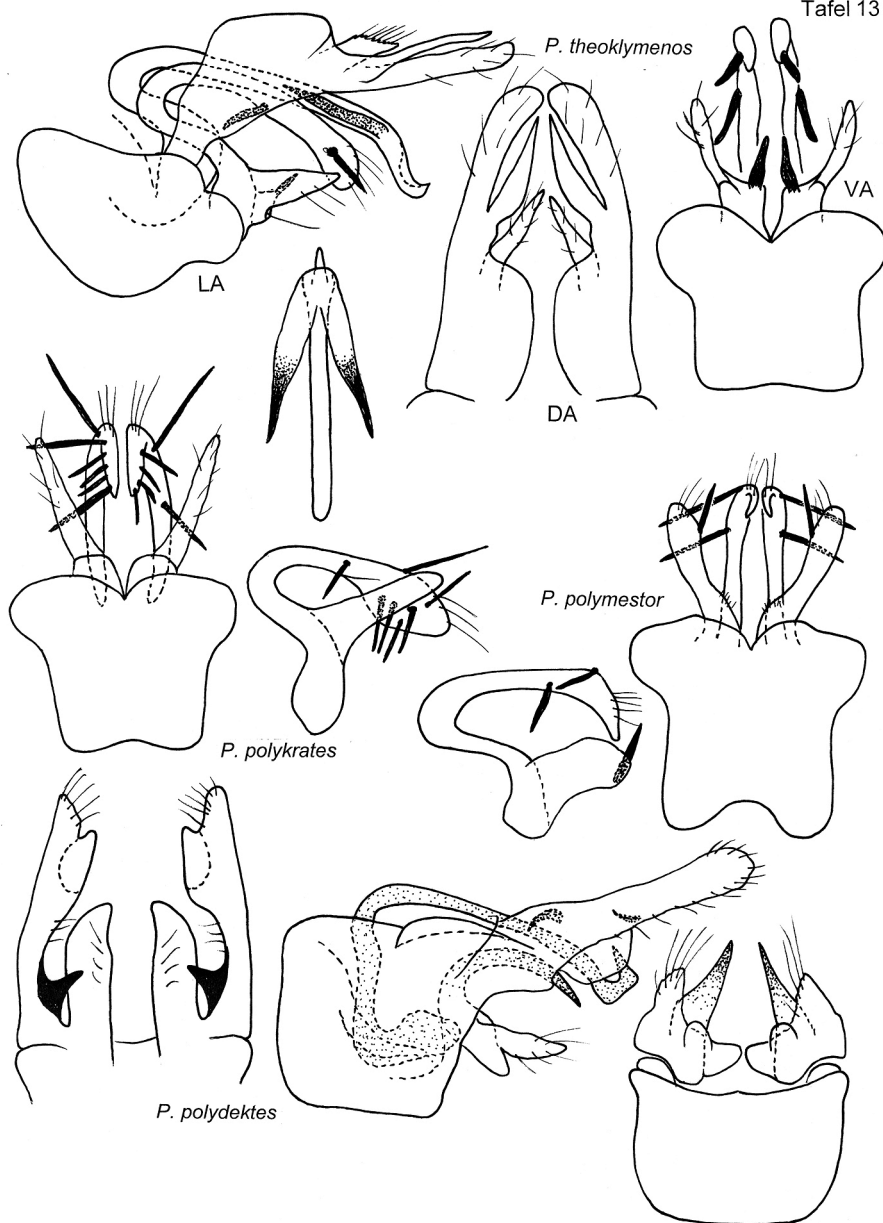 Tafel 13
P. theoklymenos
VA
LA
DA
P. polymestor
P. polykrates
P. polydektes